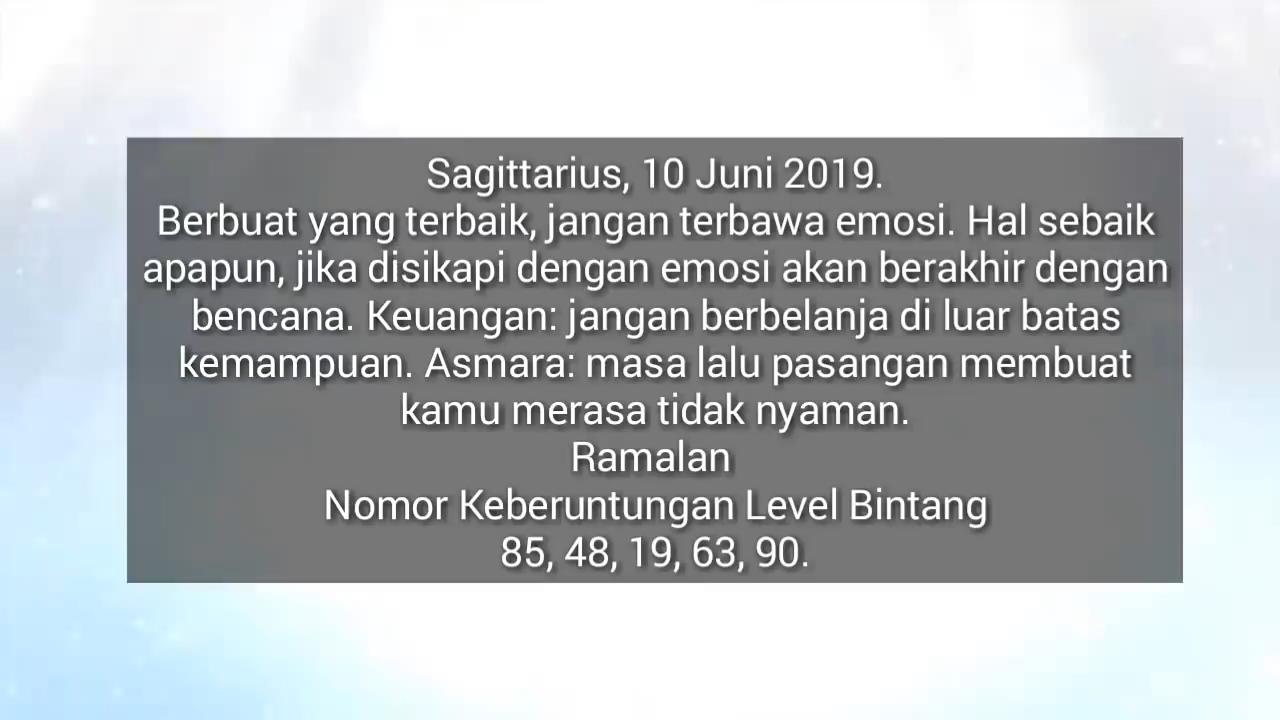 Sagittarius, 10 Juni 2019.
Berbuat yang terbaik, jangan terbawa emosi. Hal sebaik
apapun, jika disikapi dengan emosi akan berakhir dengan
bencana. Keuangan: jangan berbelanja di luar batas
kemampuan. Asmara: masa lalu pasangan membuat
kamu merasa tidak nyaman.
Ramalan
Nomor Keberuntungan Level Bintang
85, 48, 19, 63, 90.